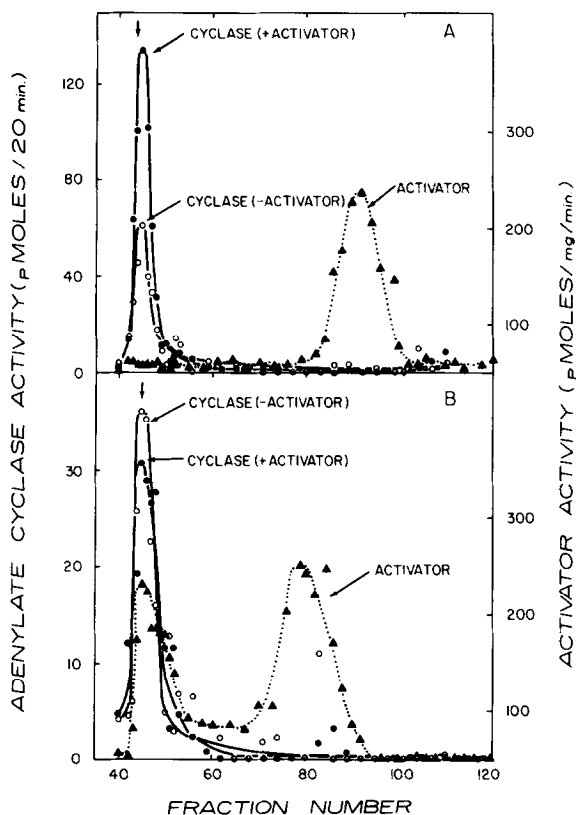 A
CYCLASE (+ACTIVATOR)
CYCLASE (-ACTIVATOR)
ACTIVATOR
120
80
40
0
300
200
100
B
CYCLASE (-ACTIVATOR)
CYCLASE (+ACTIVATOR)
ACTIVATOR
30
20
10
0
300
200
100
40 60 80 100 120
FRACTION NUMBER
ADENYLATE CYCLASE ACTIVITY (pMOLES/20 min.)
ACTIVATOR ACTIVITY (pMOLES/mg/min.)